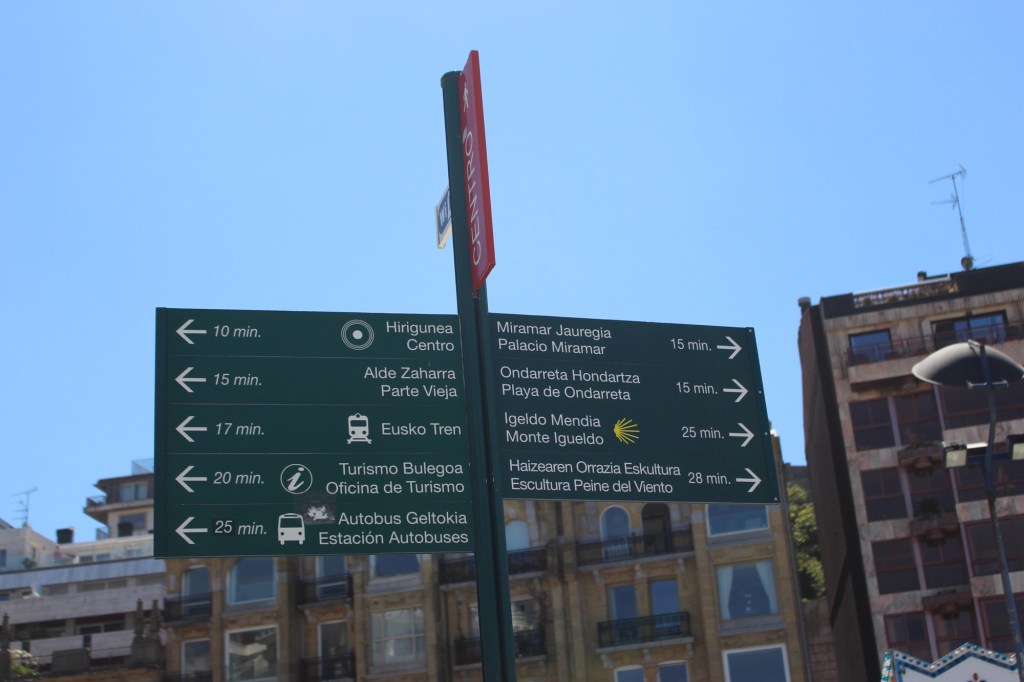 CENTRO
10 min.
Hirigunea
Centro
15 min.
Alde Zaharra
Parte Vieja
17 min.
Eusko Tren
20 min.
i
Turismo Bulegoa
Oficina de Turismo
25 min.
Autobus Geltokia
Estación Autobuses
Miramar Jauregia
Palacio Miramar
15 min.
Ondarreta Hondartza
Playa de Ondarreta
15 min.
Igeldo Mendia
Monte Igueldo
25 min.
Haizearen Orrazia Eskultura
Escultura Peine del Viento
28 min.